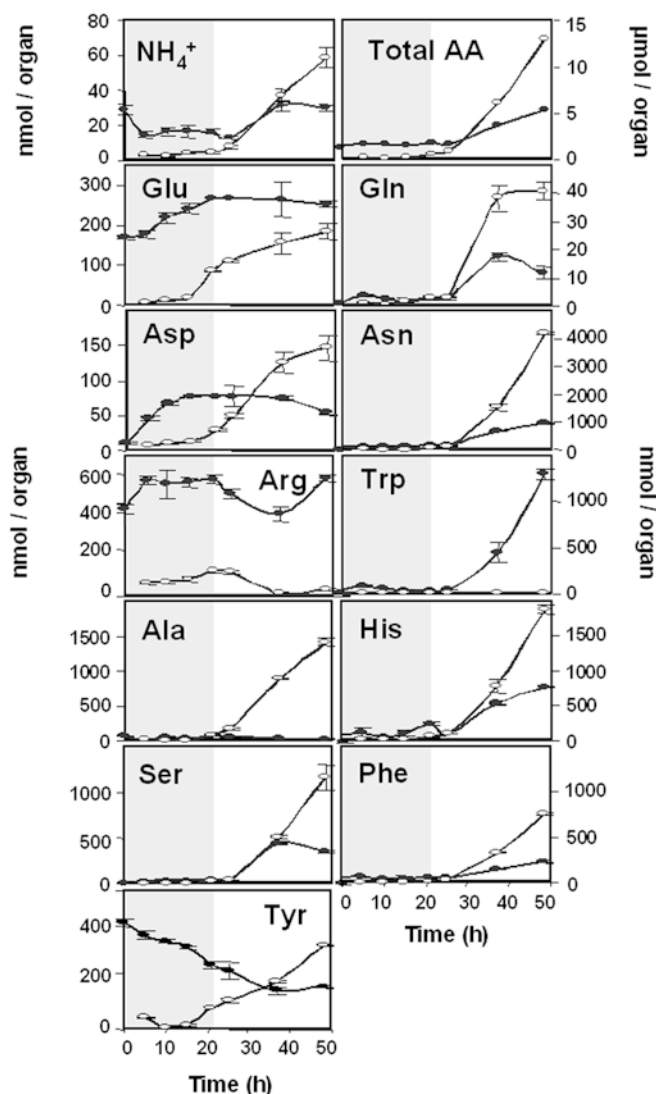 NH4+
Total AA
80
60
40
20
0
nmol / organ
15
10
5
0
µmol / organ
Glu
Gln
300
200
100
0
40
30
20
10
0
Asp
Asn
150
100
50
0
4000
3000
2000
1000
0
Arg
Trp
600
400
200
0
nmol / organ
1000
500
0
nmol / organ
Ala
His
1500
1000
500
0
1500
1000
500
0
Ser
Phe
1000
500
0
1000
500
0
0 10 20 30 40 50
Time (h)
Tyr
400
200
0
0 10 20 30 40 50
Time (h)